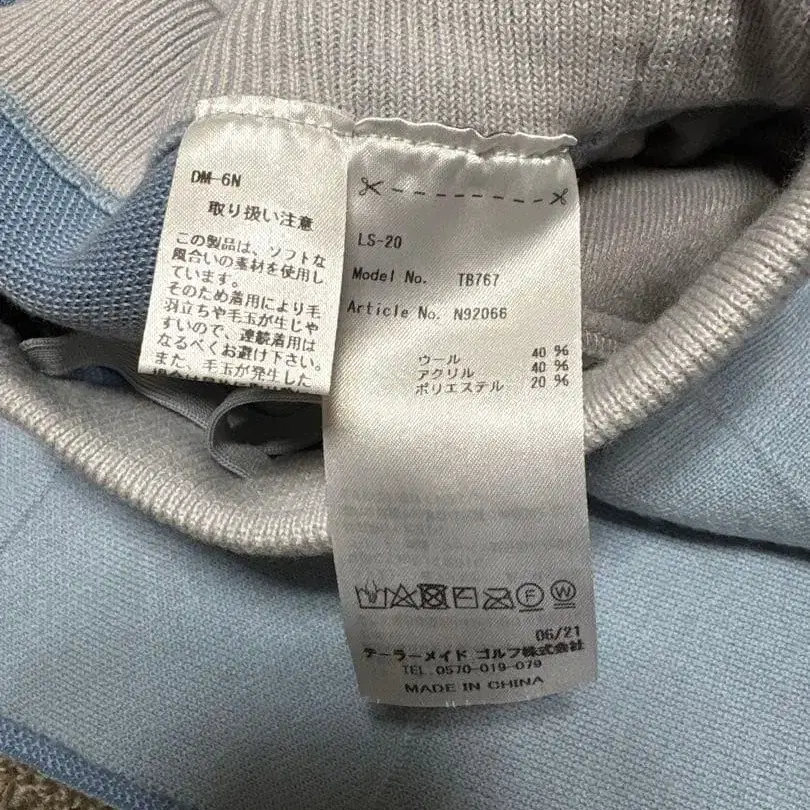 DM-6N
取り扱い注意
この製品は、ソフトな
風合いの素材を使用し
ています。
そのため着用により毛
羽立ちや毛玉が生じや
すいので、連続着用は
なるべくお避け下さい。
また、毛玉が発生した
LS-20
Model No. TB767
Article No. N92066
ウール 40 %
アクリル 40 %
ポリエステル 20 %
F
W
06/21
テーラーメイド ゴルフ株式会社
TEL.0570-019-079
MADE IN CHINA